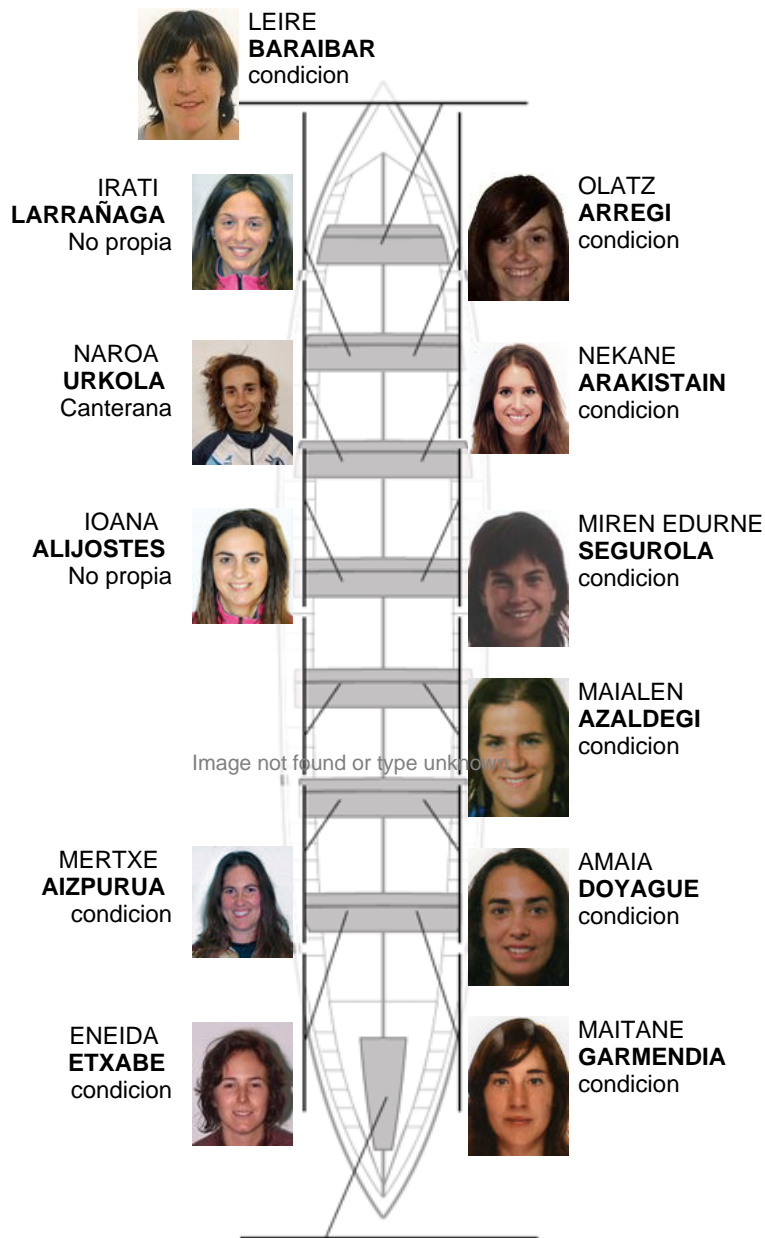 LEIRE
BARAIBAR
condicion
IRATI
LARRAÑAGA
No propia
OLATZ
ARREGI
condicion
NAROA
URKOLA
Canterana
NEKANE
ARAKISTAIN
condicion
IOANA
ALIJOSTES
No propia
MIREN EDURNE
SEGUROLA
condicion
MAIALEN
AZALDEGI
condicion
Image not found or type unknown
MERTXE
AIZPURUA
condicion
AMAIA
DOYAGUE
condicion
ENEIDA
ETXABE
condicion
MAITANE
GARMENDIA
condicion